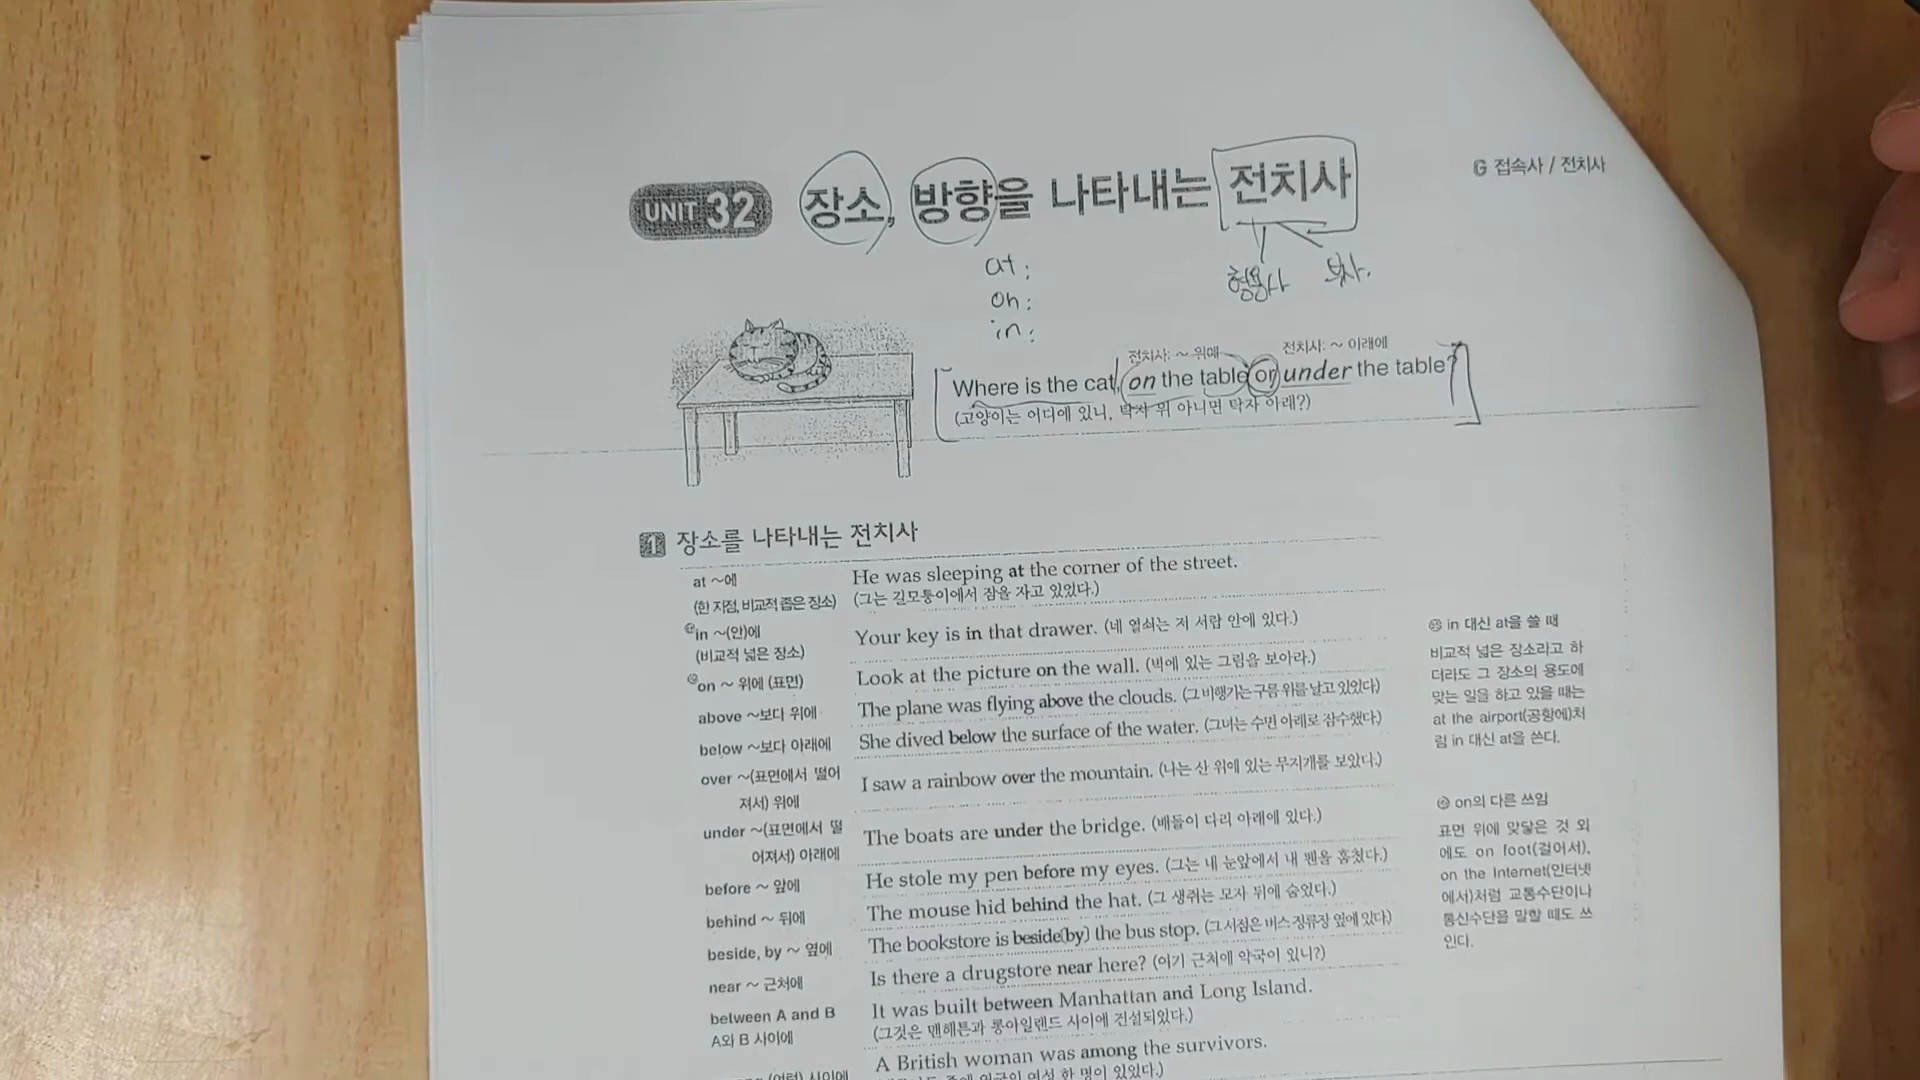 G 접속사 / 전치사
UNIT 32 장소, 방향을 나타내는 전치사
형용사 부사.
at :
on :
in :
전치사: ~ 위에 전치사: ~ 이래에
Where is the cat, on the table or under the table?
(고양이는 어디에 있니, 탁자 위 아니면 탁자 아래?)
1 장소를 나타내는 전치사
at ~에 He was sleeping at the corner of the street.
(한 지점, 비교적 좁은 장소) (그는 길모퉁이에서 잠을 자고 있었다.)
in ~(안)에 Your key is in that drawer. (네 열쇠는 저 서랍 안에 있다.)
(비교적 넓은 장소)
on ~ 위에 (표면) Look at the picture on the wall. (벽에 있는 그림을 보아라.)
above ~보다 위에 The plane was flying above the clouds. (그 비행기는 구름 위를 날고 있었다)
below ~보다 아래에 She dived below the surface of the water. (그녀는 수면 아래로 잠수했다.)
over ~(표면에서 떨어
져서) 위에 I saw a rainbow over the mountain. (나는 산 위에 있는 무지개를 보았다.)
under ~(표면에서 떨
어져서) 아래에 The boats are under the bridge. (배들이 다리 아래에 있다.)
before ~ 앞에 He stole my pen before my eyes. (그는 내 눈앞에서 내 펜을 훔쳤다.)
behind ~ 뒤에 The mouse hid behind the hat. (그 생쥐는 모자 뒤에 숨었다.)
beside, by ~ 옆에 The bookstore is beside(by) the bus stop. (그 서점은 버스 정류장 옆에 있다)
near ~ 근처에 Is there a drugstore near here? (여기 근처에 약국이 있니?)
between A and B It was built between Manhattan and Long Island.
A와 B 사이에 (그것은 맨해튼과 롱아일랜드 사이에 건설되었다.)
A British woman was among the survivors.
(여럿) 사이에
in 대신 at을 쓸 때
비교적 넓은 장소라고 하
더라도 그 장소의 용도에
맞는 일을 하고 있을 때는
at the airport(공항에)처
럼 in 대신 at을 쓴다.
on의 다른 쓰임
표면 위에 맞닿은 것 외
에도 on foot(걸어서),
on the Internet(인터넷
에서)처럼 교통수단이나
통신수단을 말할 때도 쓰
인다.